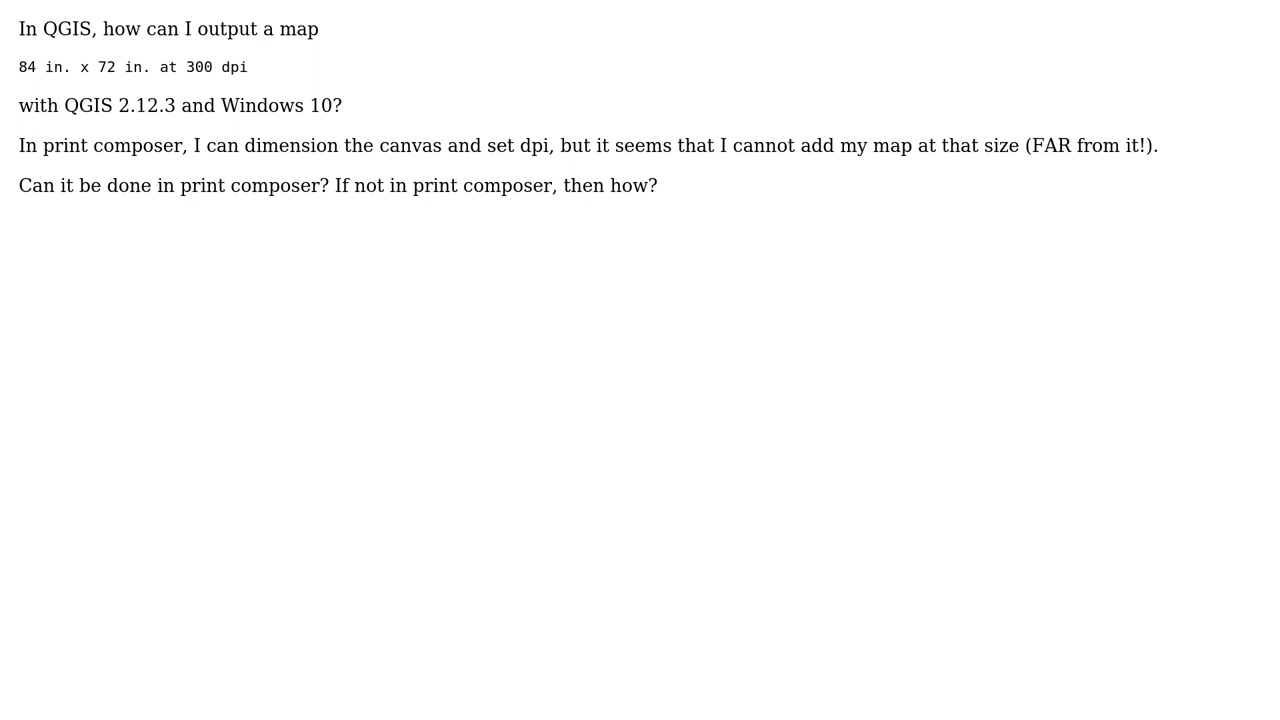 In QGIS, how can I output a map
84 in. x 72 in. at 300 dpi
with QGIS 2.12.3 and Windows 10?
In print composer, I can dimension the canvas and set dpi, but it seems that I cannot add my map at that size (FAR from it!).
Can it be done in print composer? If not in print composer, then how?